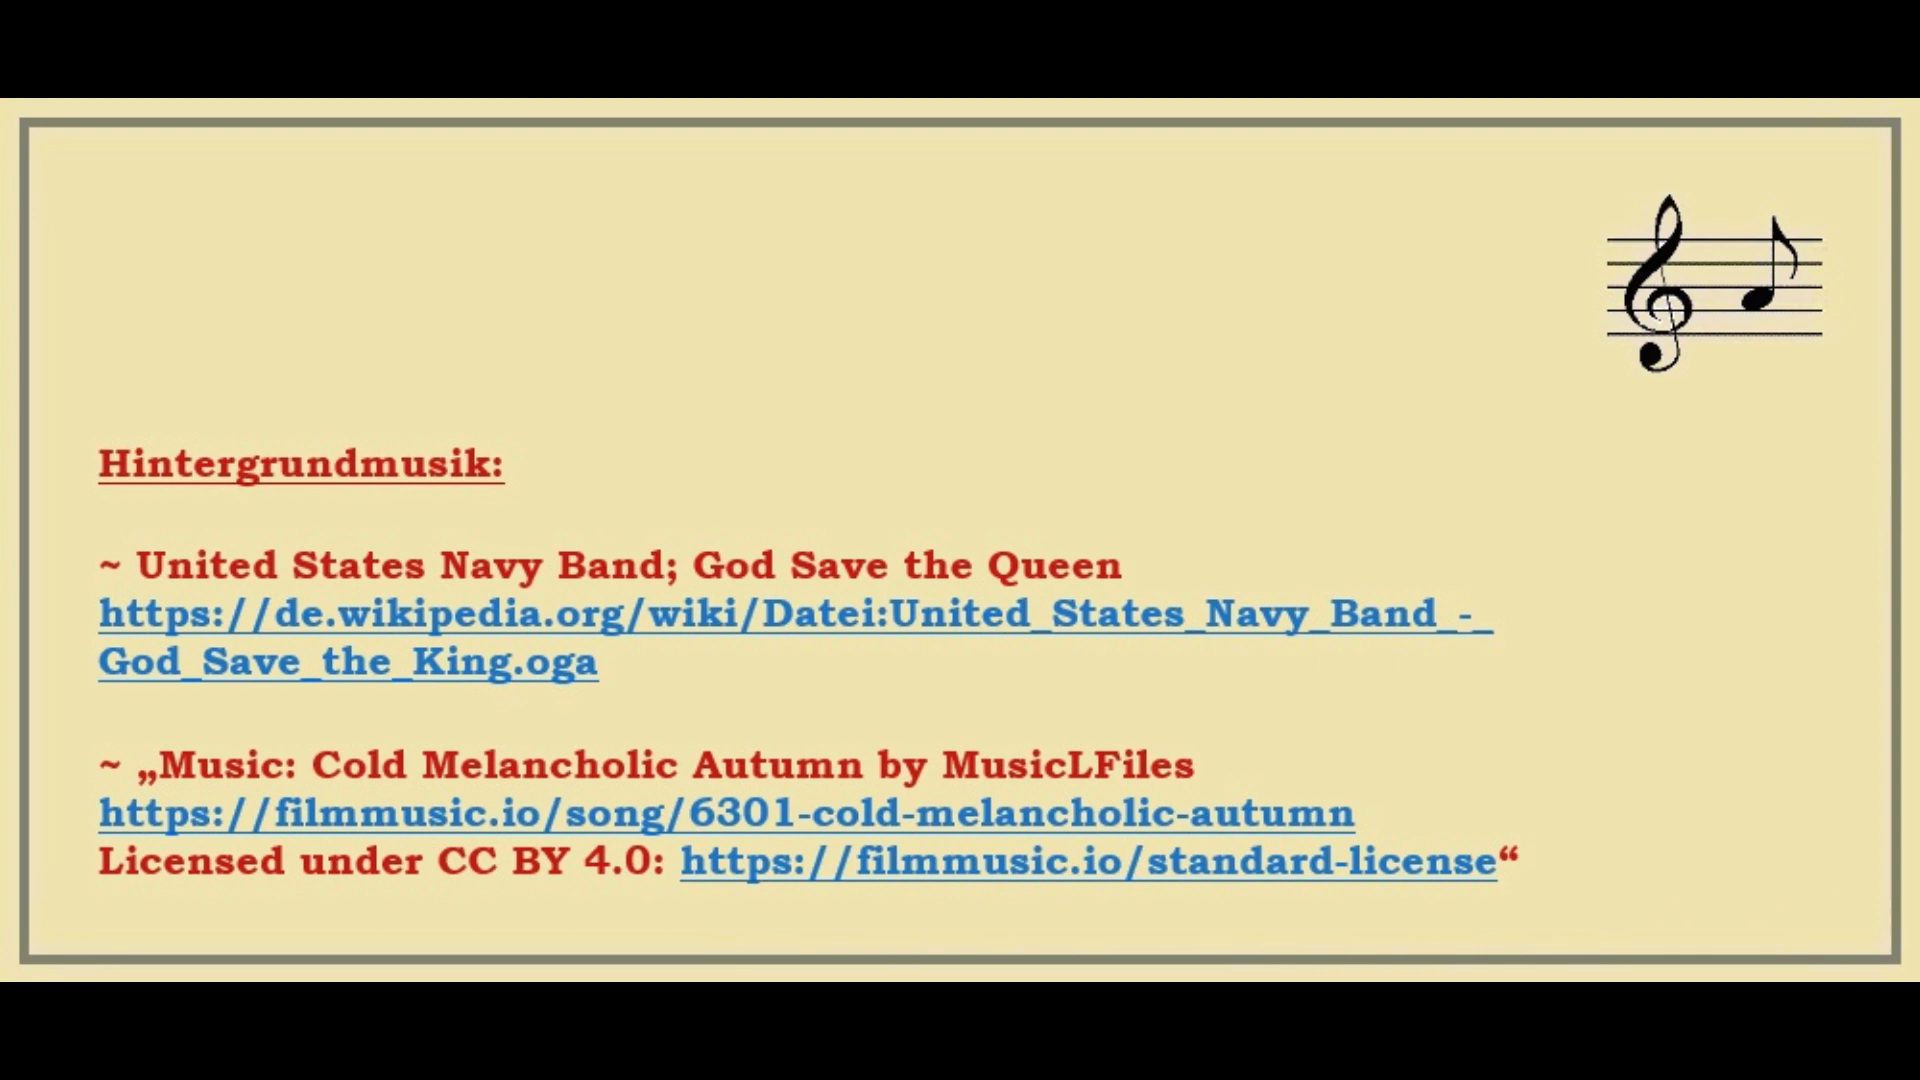 Hintergrundmusik:
~ United States Navy Band; God Save the Queen
https://de.wikipedia.org/wiki/Datei:United_States_Navy_Band_-_
God_Save_the_King.oga
~ „Music: Cold Melancholic Autumn by MusicLFiles
https://filmmusic.io/song/6301-cold-melancholic-autumn
Licensed under CC BY 4.0: https://filmmusic.io/standard-license“